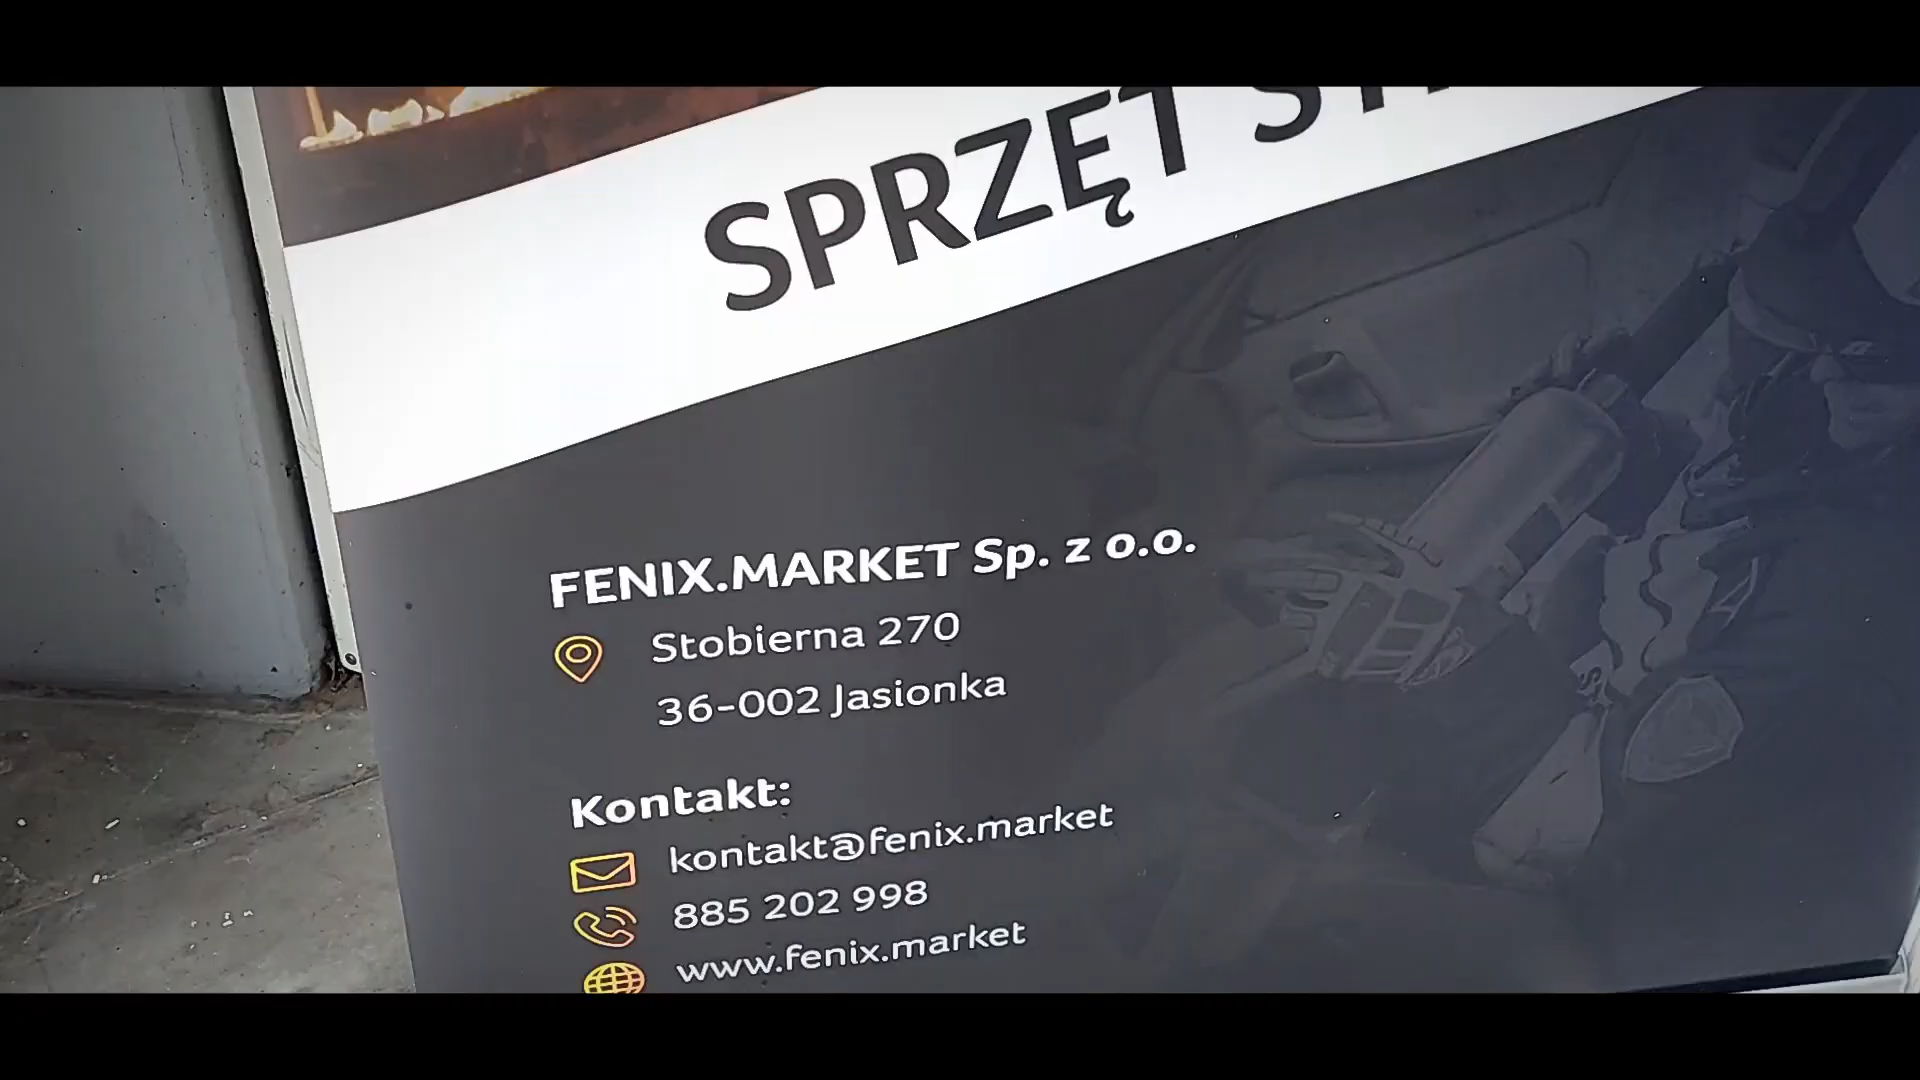 SPRZĘT
FENIX.MARKET Sp. z o.o.
Stobierna 270
36-002 Jasionka
Kontakt:
kontakt@fenix.market
885 202 998
www.fenix.market